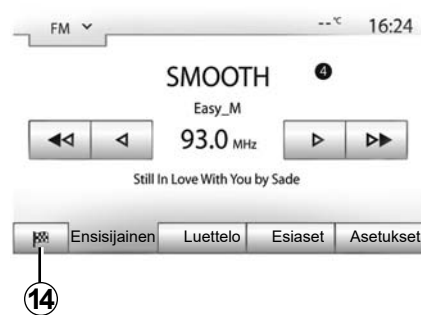 FM --°C 16:24
SMOOTH 4
Easy_M
93.0 MHz
Still In Love With You by Sade
Ensisijainen Luettelo Esiaset Asetukset
14